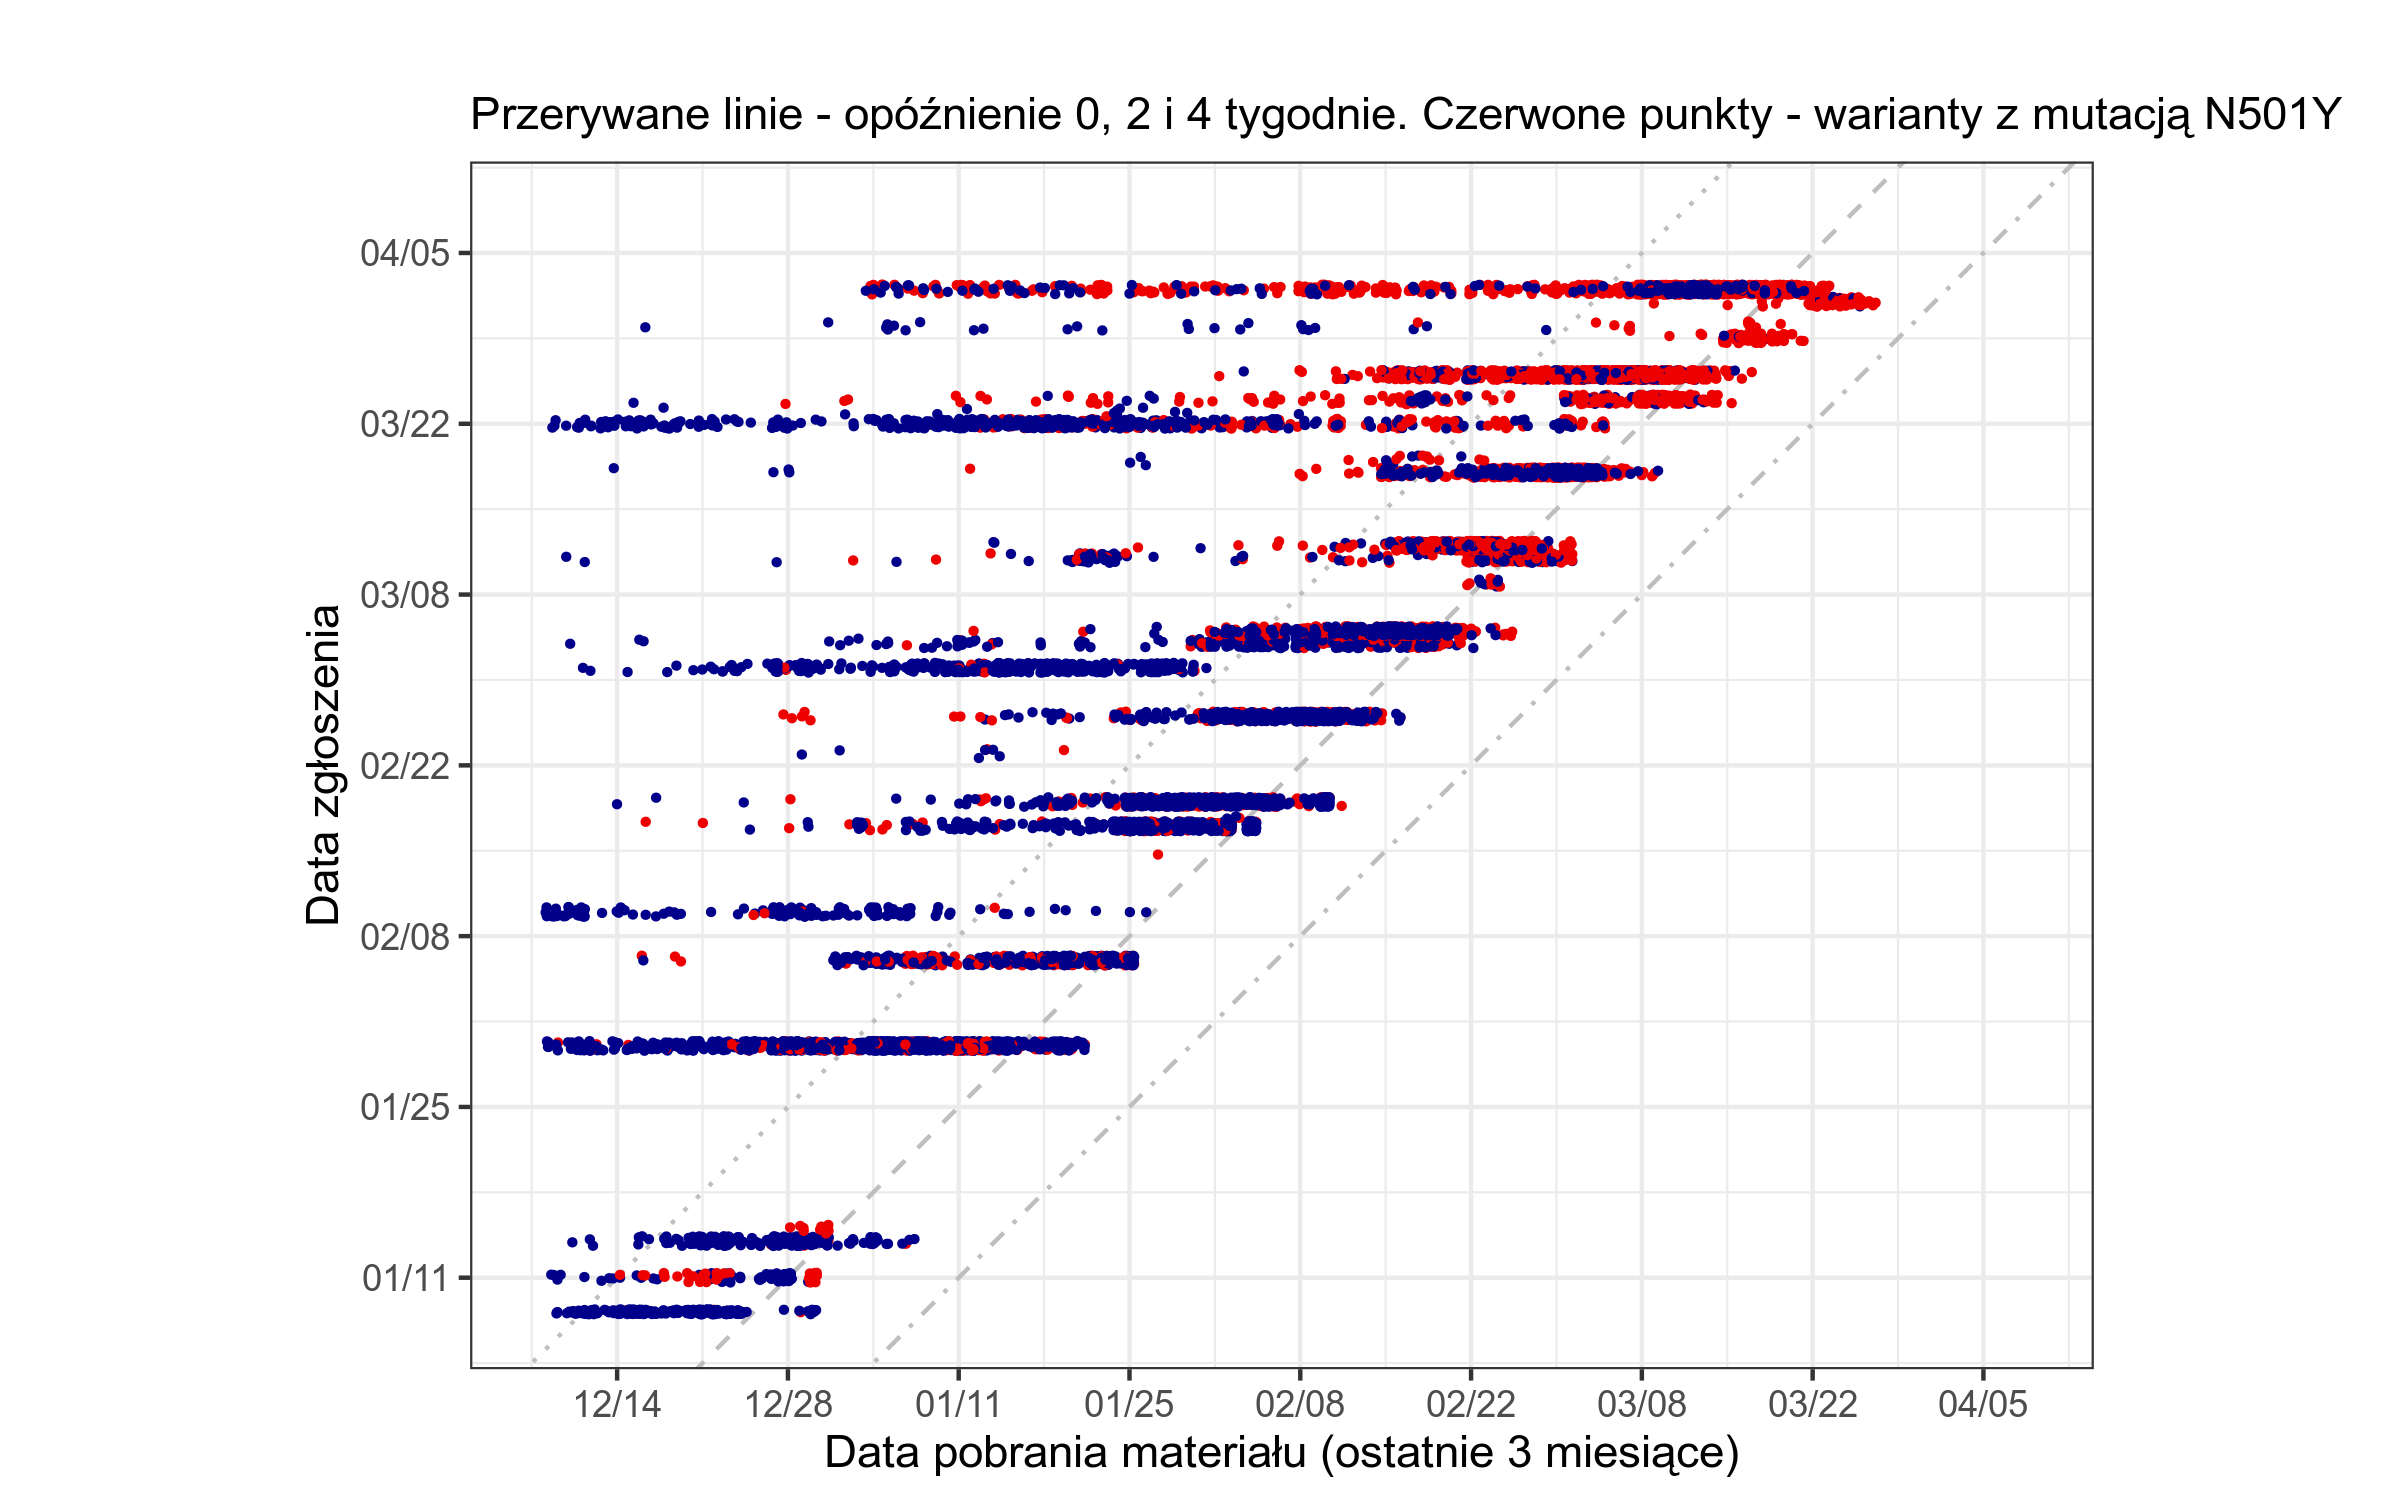 Przerywane linie - opóźnienie 0, 2 i 4 tygodnie. Czerwone punkty - warianty z mutacją N501Y
Data zgłoszenia
04/05
03/22
03/08
02/22
02/08
01/25
01/11
12/14 12/28 01/11 01/25 02/08 02/22 03/08 03/22 04/05
Data pobrania materiału (ostatnie 3 miesiące)